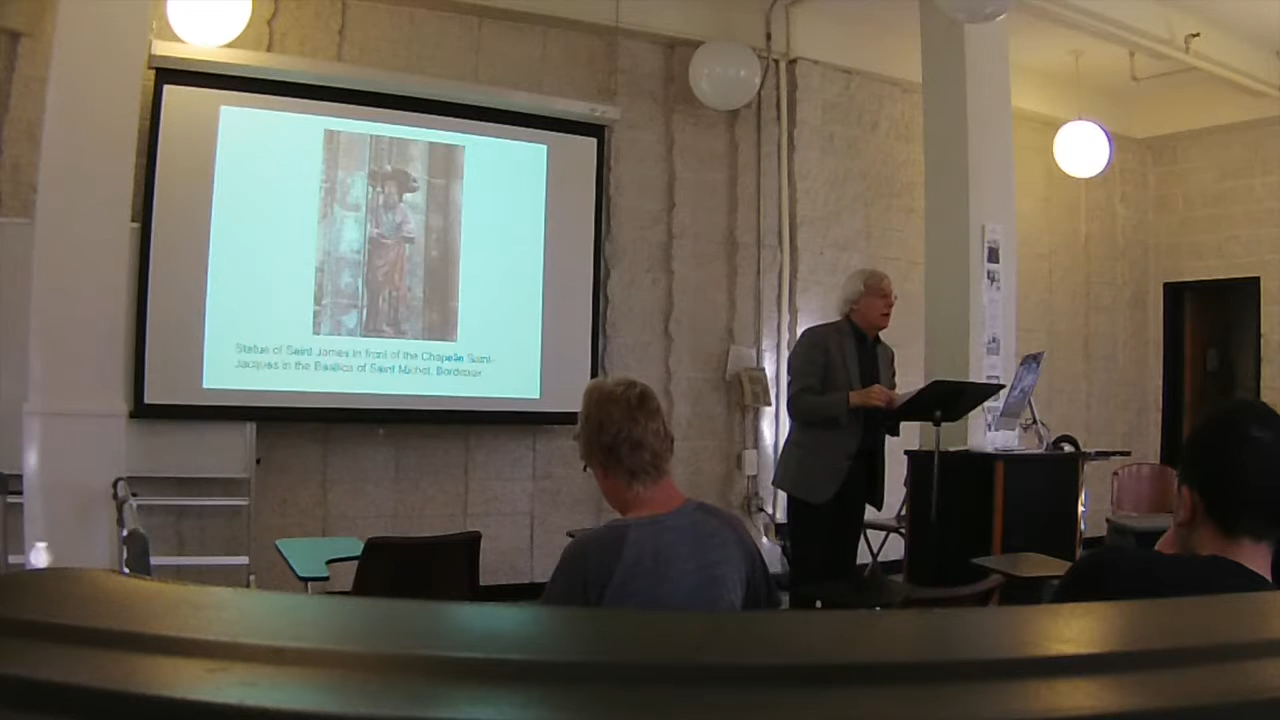 Statue of Saint James in front of the Chapelle Saint-
Jacques in the Basilica of Saint Michel, Bordeaux